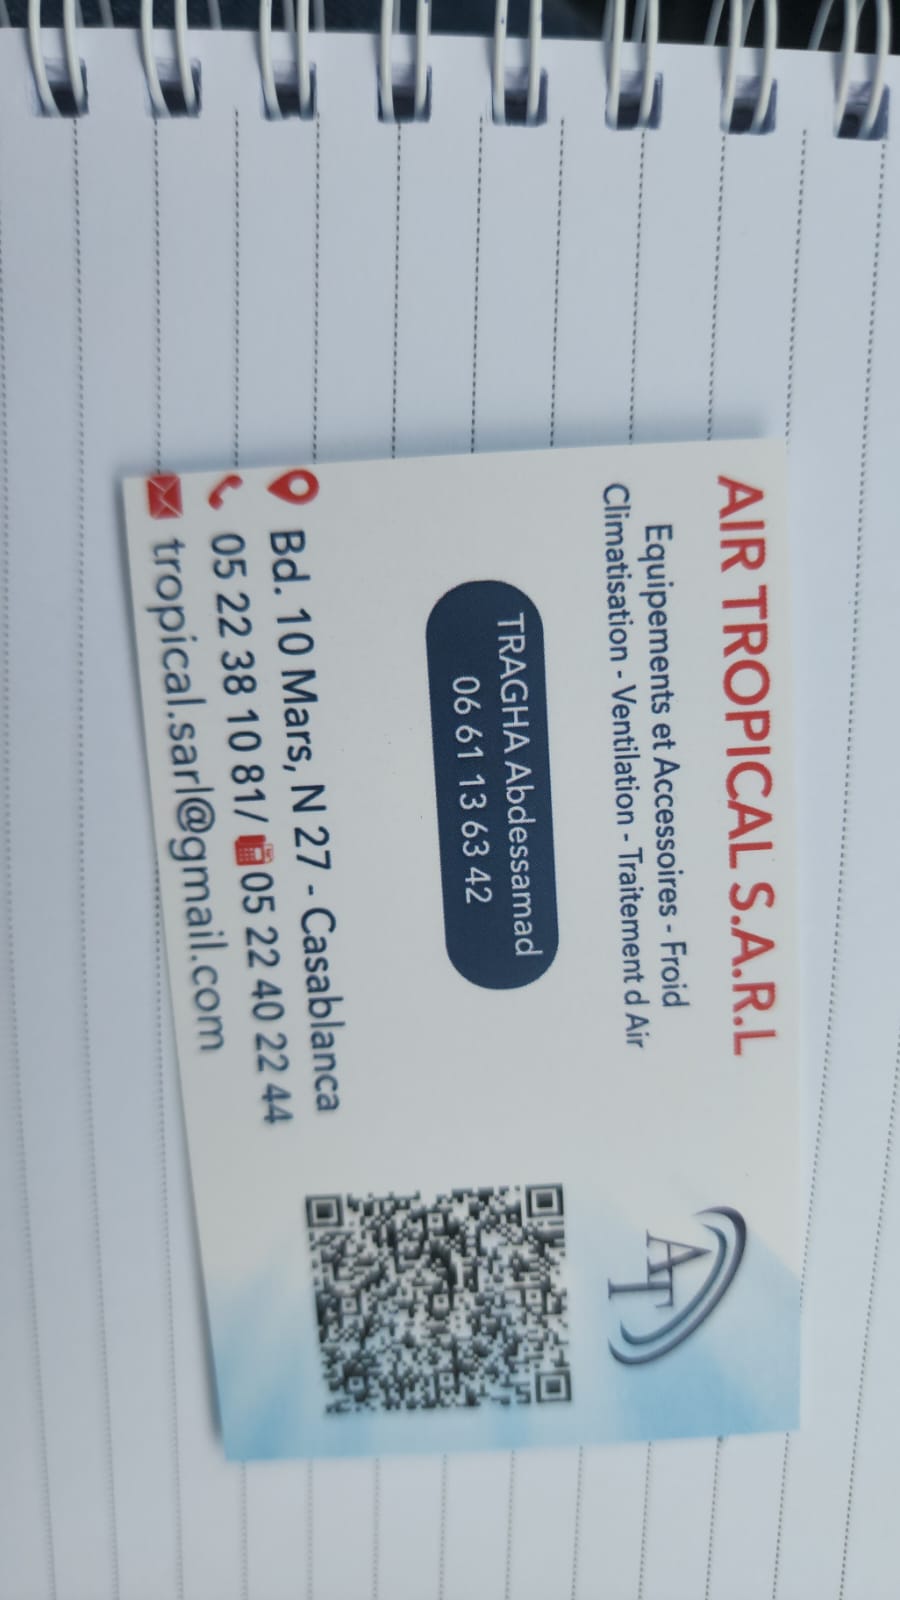 AIR TROPICAL S.A.R.L
Equipements et Accessoires - Froid
Climatisation - Ventilation - Traitement d Air
AT
TRAGHA Abdessamad
06 61 13 63 42
Bd. 10 Mars, N 27 - Casablanca
05 22 38 10 81/ 05 22 40 22 44
tropical.sarl@gmail.com